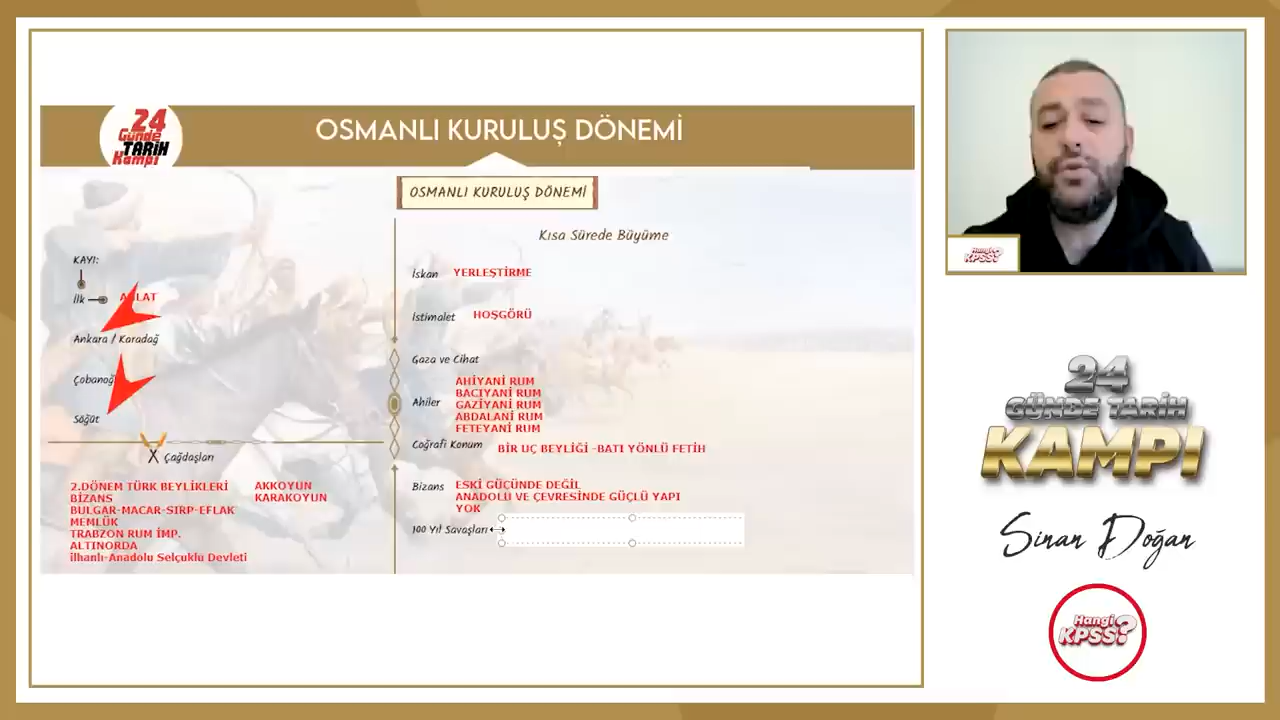 24
Günde
TARİH
Kampı
OSMANLI KURULUŞ DÖNEMİ
OSMANLI KURULUŞ DÖNEMİ
KAYI:
İlk
Ankara / Karadağ
Söğüt
Çağdaşları
2.DÖNEM TÜRK BEYLİKLERİ
BİZANS
BULGAR-MACAR-SIRP-EFLAK
MEMLÜK
TRABZON RUM İMP.
ALTINORDA
ilhanlı-Anadolu Selçuklu Devleti
AKKOYUN
KARAKOYUN
Kısa Sürede Büyüme
İskan YERLEŞTİRME
İstimalet HOŞGÖRÜ
Gaza ve Cihat
Ahiler
AHİYANİ RUM
BACIYANİ RUM
GAZİYANİ RUM
ABDALANİ RUM
FETEYANİ RUM
Coğrafi Konum BİR UÇ BEYLİĞİ -BATI YÖNLÜ FETİH
Bizans ESKİ GÜCÜNDE DEĞİL
ANADOLU VE ÇEVRESİNDE GÜÇLÜ YAPI
YOK
100 Yıl Savaşları
Hangi
KPSS?
24
GÜNDE TARİH
KAMPI
Sinan Doğan
Hangi
KPSS?